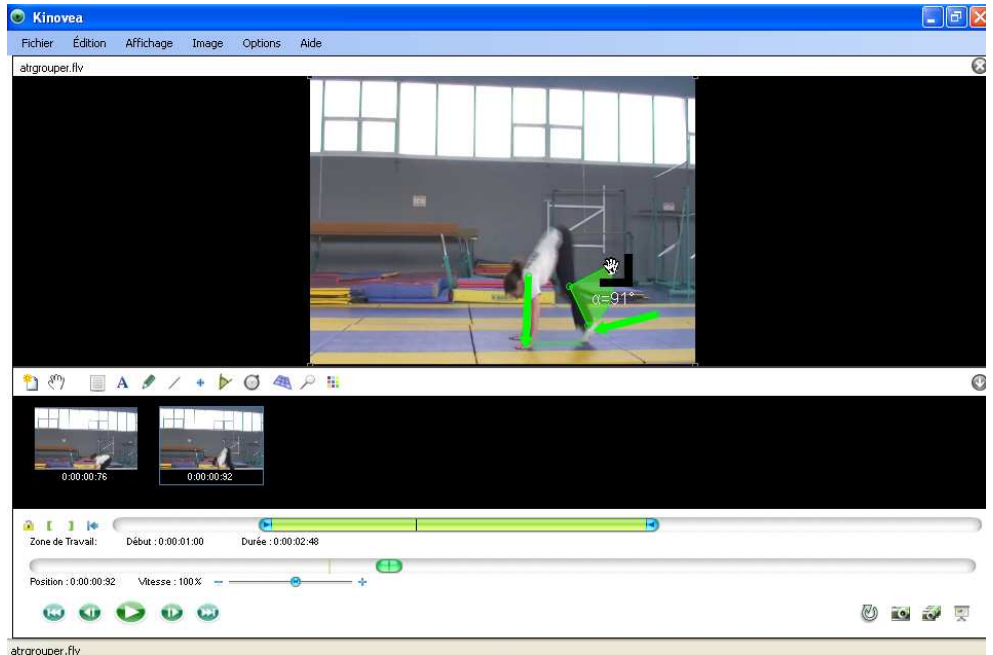 Kinovea
Fichier Édition Affichage Image Options Aide
atrgrouper.flv
α=91°
A
0:00:00:76 0:00:00:92
Zone de Travail: Début : 0:00:01:00 Durée : 0:00:02:48
Position : 0:00:00:92 Vitesse : 100%
atrgrouper.flv